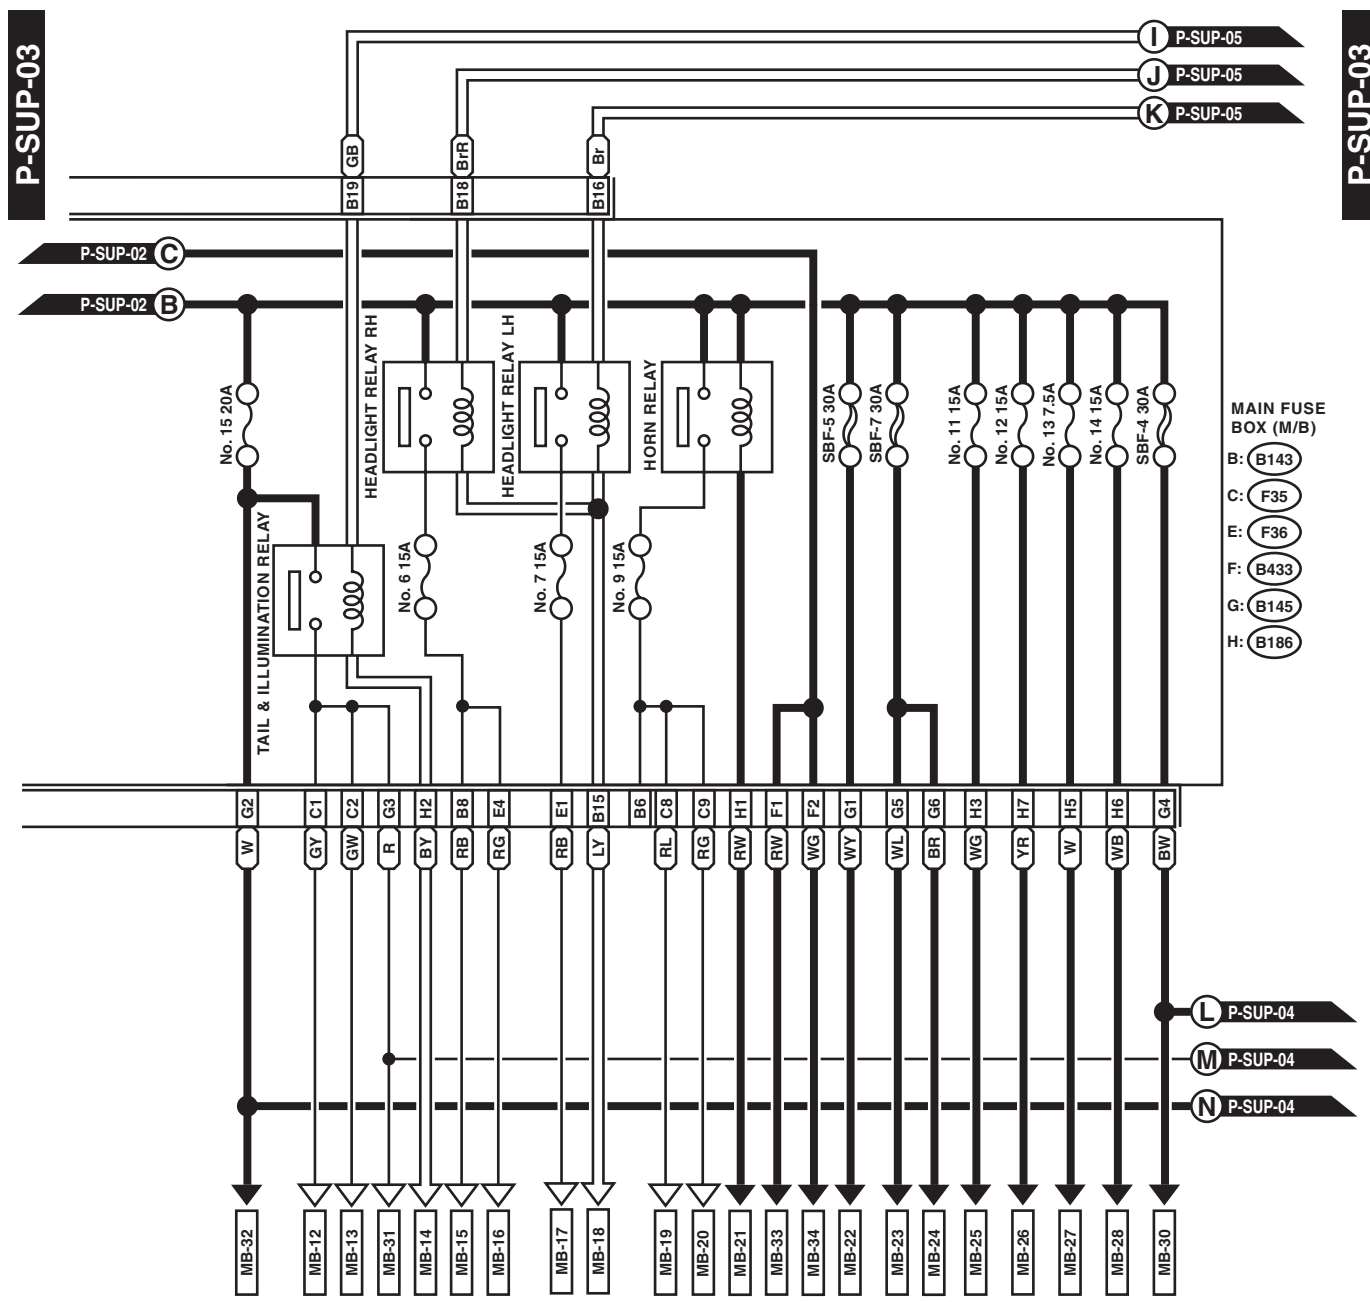 P-SUP-03
P-SUP-03
I P-SUP-05
J P-SUP-05
K P-SUP-05
GB
BrR
Br
B19
B18
B16
P-SUP-02 C
P-SUP-02 B
HEADLIGHT RELAY RH
HEADLIGHT RELAY LH
HORN RELAY
No. 15 20A
SBF-5 30A
SBF-7 30A
No. 11 15A
No. 12 15A
No. 13 7.5A
No. 14 15A
SBF-4 30A
MAIN FUSE
BOX (M/B)
B: B143
C: F35
E: F36
F: B433
G: B145
H: B186
TAIL & ILLUMINATION RELAY
No. 6 15A
No. 7 15A
No. 9 15A
G2
C1
C2
G3
H2
B8
E4
E1
B15
B6
C8
C9
H1
F1
F2
G1
G5
G6
H3
H7
H5
H6
G4
W
GY
GW
R
BY
RB
RG
RB
LY
RL
RG
RW
RW
WG
WY
WL
BR
WG
YR
W
WB
BW
L P-SUP-04
M P-SUP-04
N P-SUP-04
MB-32
MB-12
MB-13
MB-31
MB-14
MB-15
MB-16
MB-17
MB-18
MB-19
MB-20
MB-21
MB-33
MB-34
MB-22
MB-23
MB-24
MB-25
MB-26
MB-27
MB-28
MB-30